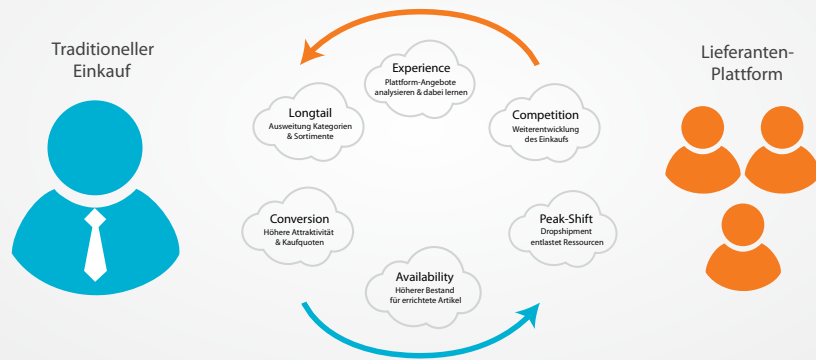 Traditioneller
Einkauf
Lieferanten-
Plattform
Experience
Plattform-Angebote
analysieren & dabei lernen
Longtail
Ausweitung Kategorien
& Sortimente
Competition
Weiterentwicklung
des Einkaufs
Conversion
Höhere Attraktivität
& Kaufquoten
Peak-Shift
Dropshipment
entlastet Ressourcen
Availability
Höherer Bestand
für errichtete Artikel